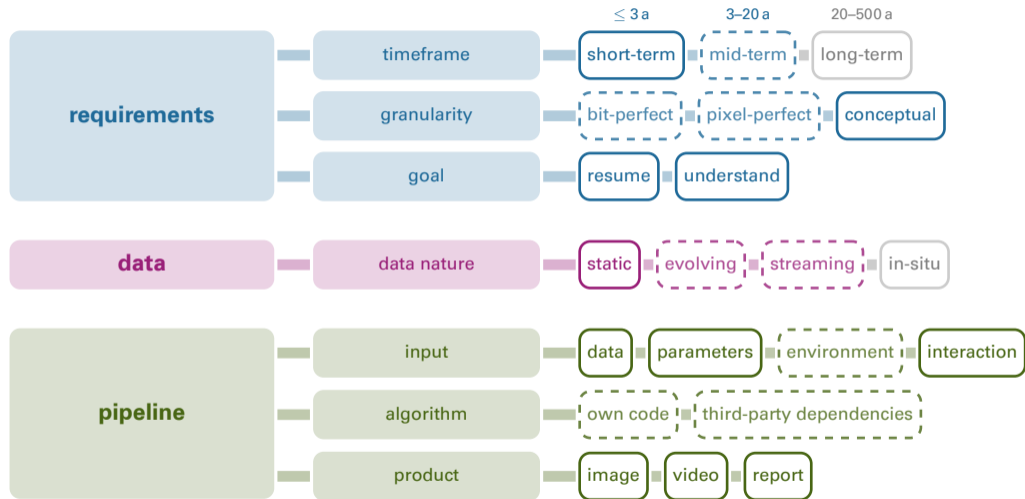 ≤ 3 a 3–20 a 20–500 a
timeframe short-term mid-term long-term
requirements granularity bit-perfect pixel-perfect conceptual
goal resume understand
data data nature static evolving streaming in-situ
input data parameters environment interaction
pipeline algorithm own code third-party dependencies
product image video report